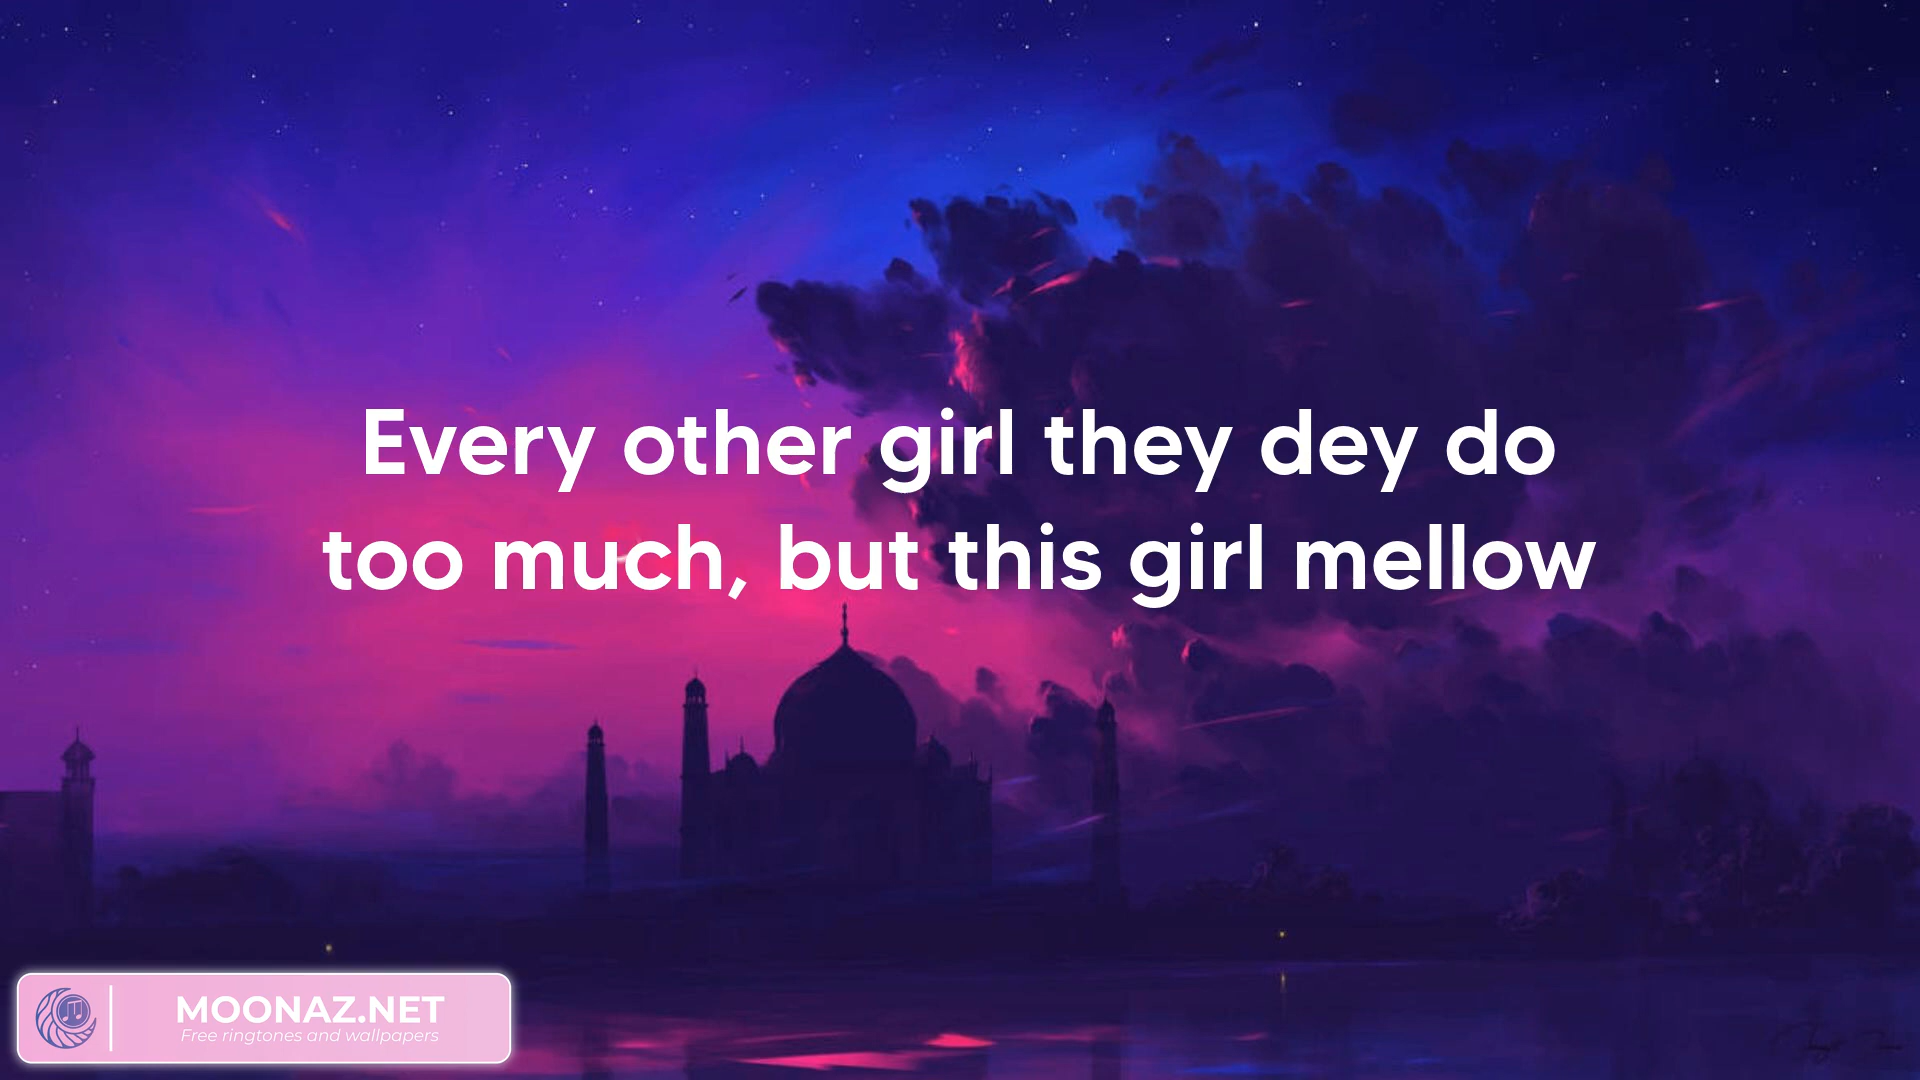 Every other girl they dey do
too much, but this girl mellow
MOONAZ.NET
Free ringtones and wallpapers